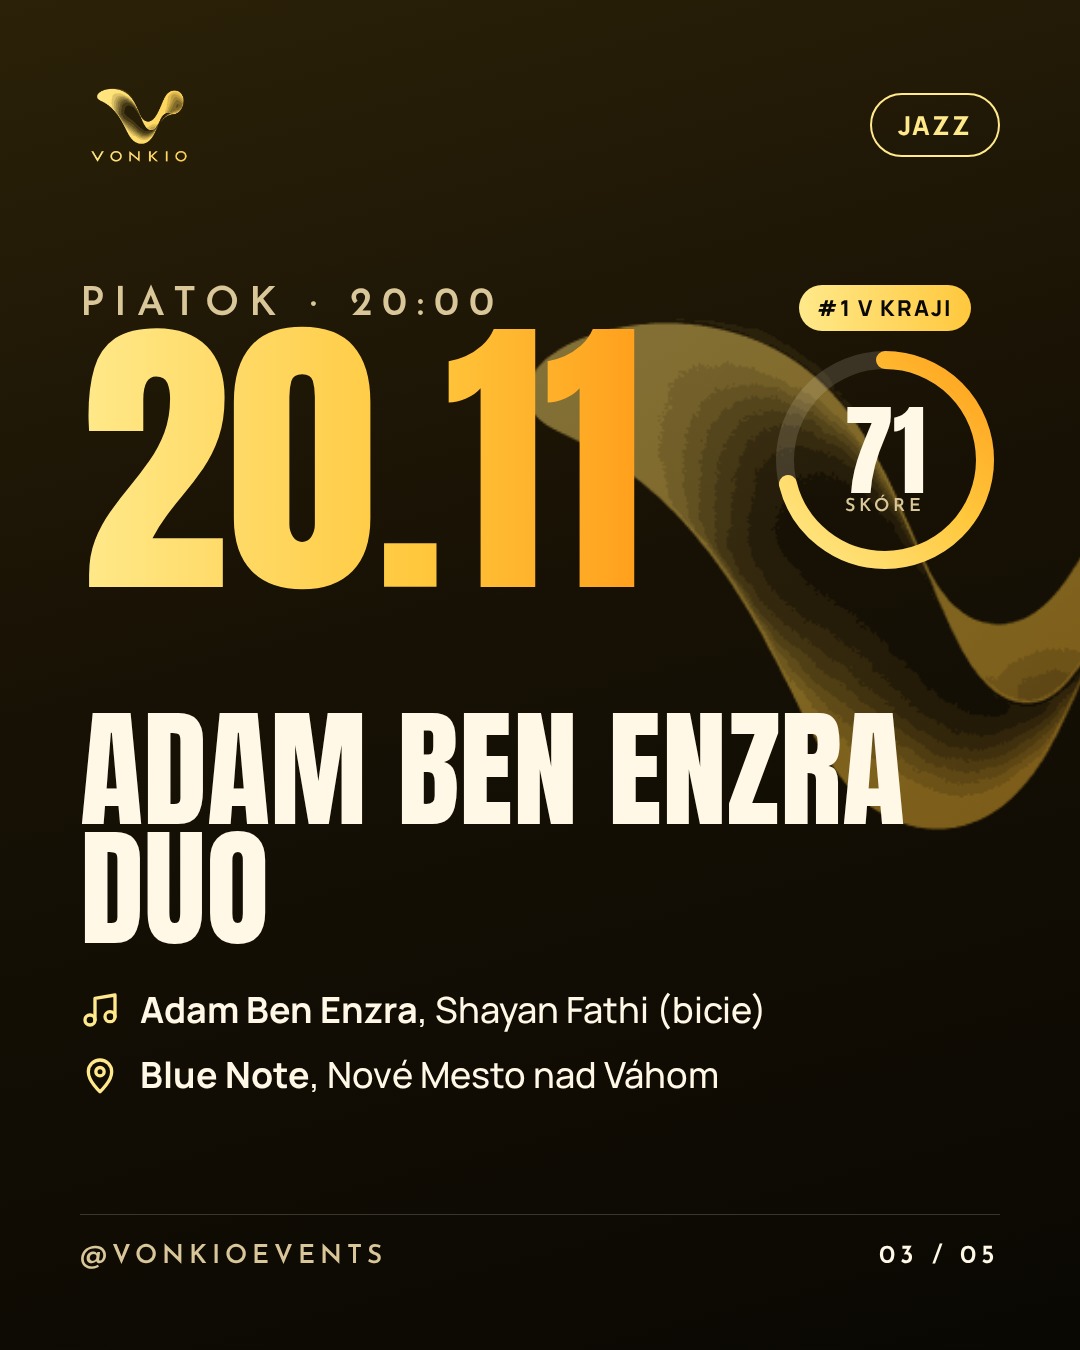 VONKIO
JAZZ
PIATOK · 20:00
#1 V KRAJI
20.11
71
SKÓRE
ADAM BEN ENZRA
DUO
Adam Ben Enzra, Shayan Fathi (bicie)
Blue Note, Nové Mesto nad Váhom
@VONKIOEVENTS
03 / 05